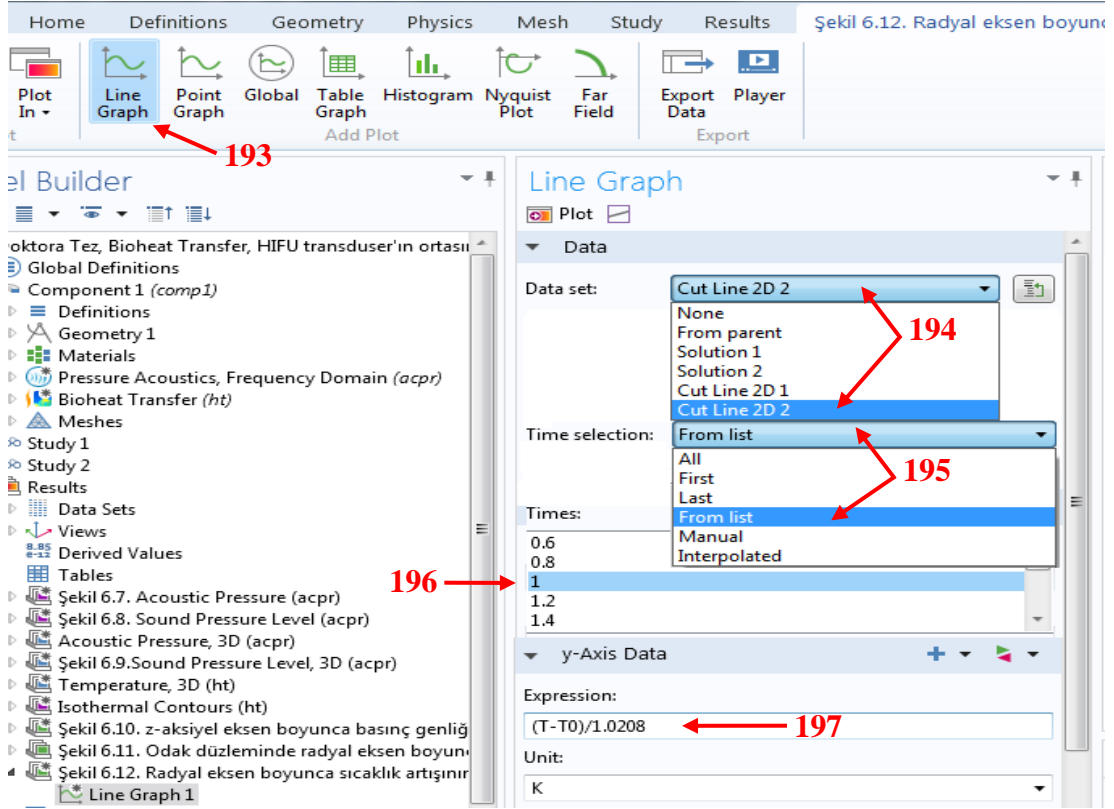 Home Definitions Geometry Physics Mesh Study Results Şekil 6.12. Radyal eksen boyunc
Plot In
Line Graph
Point Graph
Global
Table Graph
Histogram
Nyquist Plot
Far Field
Export Data
Player
Add Plot
Export
193
el Builder
oktora Tez, Bioheat Transfer, HIFU transduser'ın ortası
Global Definitions
Component 1 (comp1)
Definitions
Geometry 1
Materials
Pressure Acoustics, Frequency Domain (acpr)
Bioheat Transfer (ht)
Meshes
Study 1
Study 2
Results
Data Sets
Views
8.85
e-12
Derived Values
Tables
Şekil 6.7. Acoustic Pressure (acpr)
Şekil 6.8. Sound Pressure Level (acpr)
Acoustic Pressure, 3D (acpr)
Şekil 6.9.Sound Pressure Level, 3D (acpr)
Temperature, 3D (ht)
Isothermal Contours (ht)
Şekil 6.10. z-aksiyel eksen boyunca basınç genliğ
Şekil 6.11. Odak düzleminde radyal eksen boyun
Şekil 6.12. Radyal eksen boyunca sıcaklık artışının
Line Graph 1
Line Graph
Plot
Data
Data set: Cut Line 2D 2
None
From parent
Solution 1
Solution 2
Cut Line 2D 1
Cut Line 2D 2
194
Time selection: From list
All
First
Last
From list
Manual
Interpolated
195
Times:
0.6
0.8
1
1.2
1.4
196
y-Axis Data
Expression:
(T-T0)/1.0208
197
Unit:
K